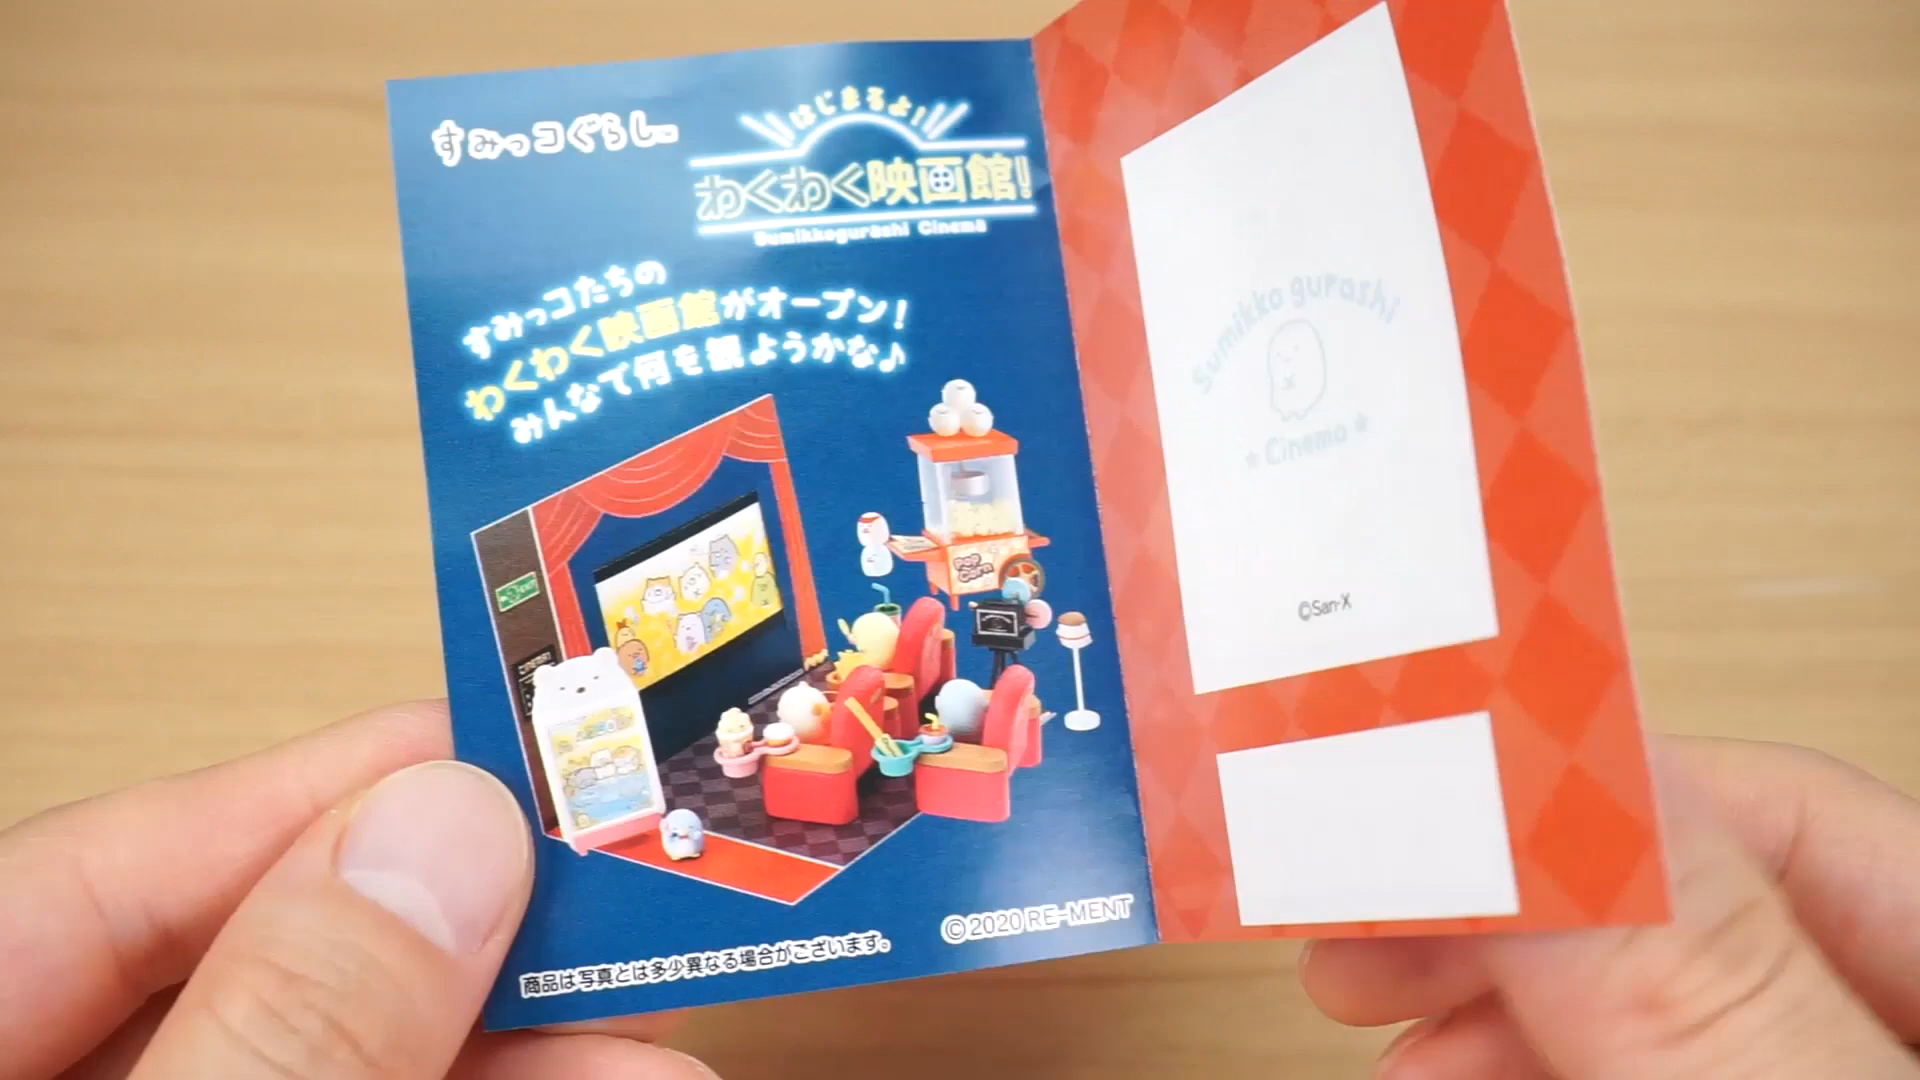 すみっコぐらし
はじまるよ!
わくわく映画館!
Sumikkogurashi Cinema
すみっコたちの
わくわく映画館がオープン!
みんなで何を観ようかな♪
POP
Corn
CINEMA
商品は写真とは多少異なる場合がございます。
©2020 RE-MENT
Sumikko gurashi
★ Cinema ★
©San-X